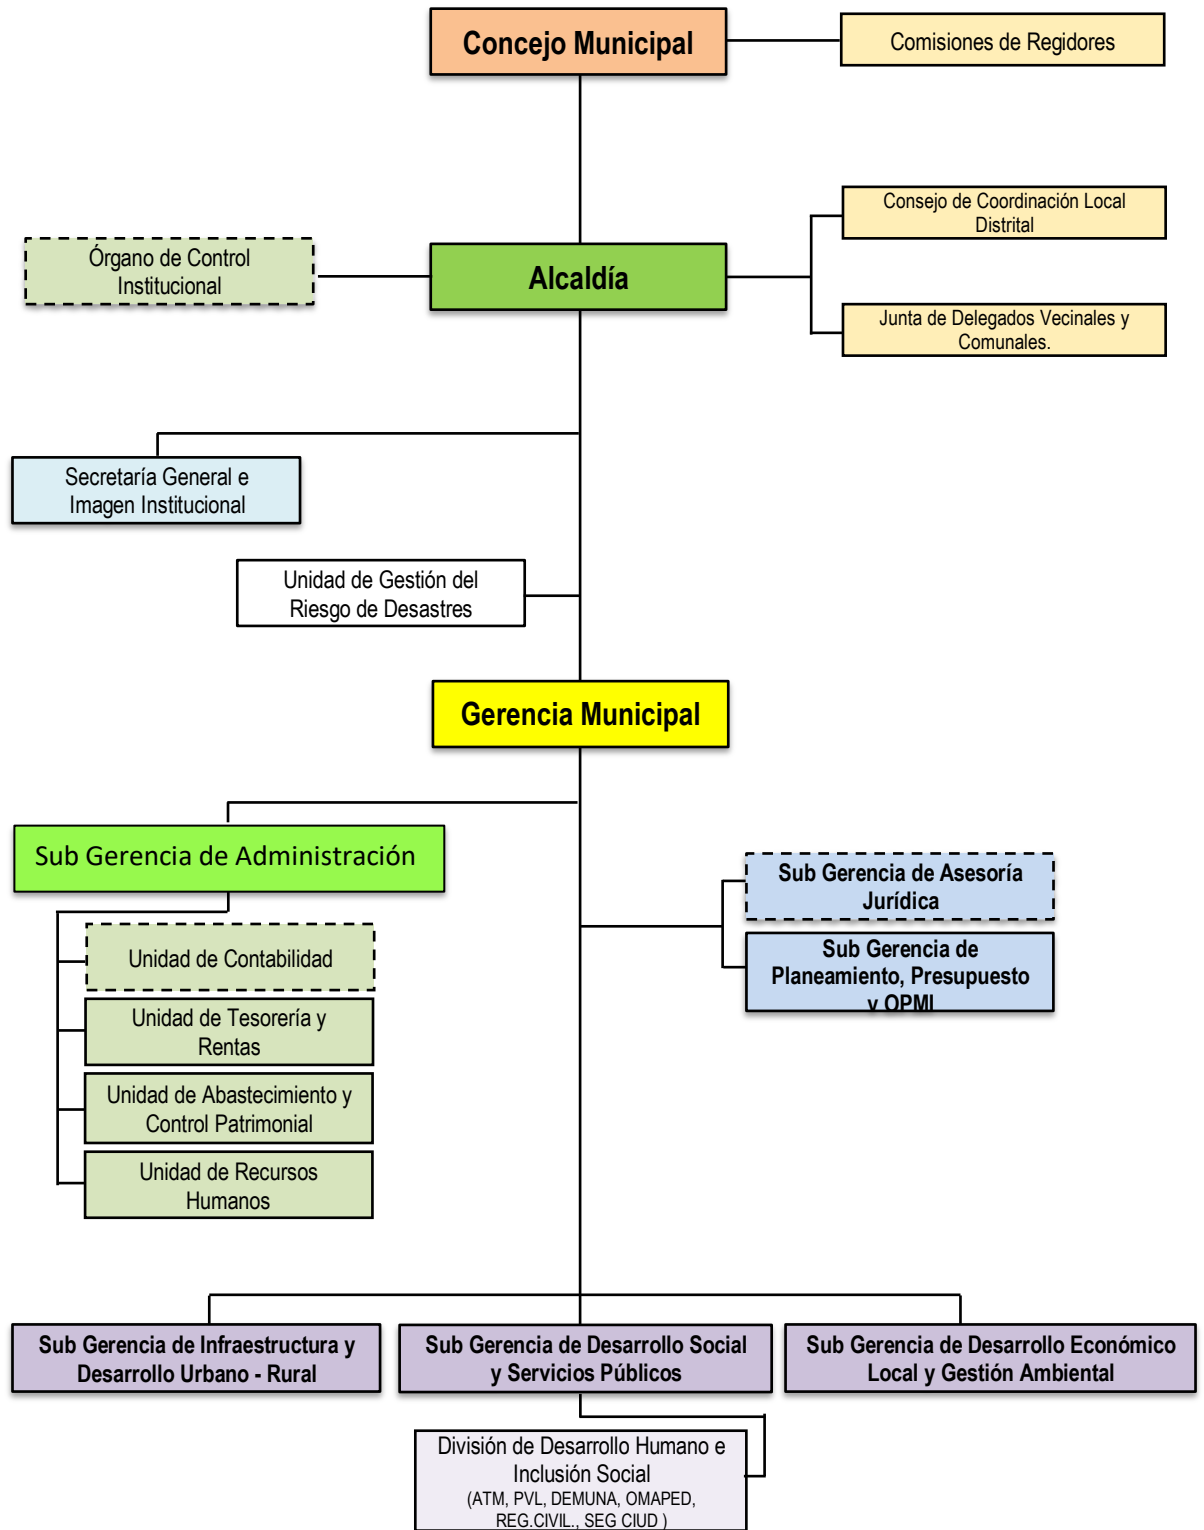 Concejo Municipal
Comisiones de Regidores
Consejo de Coordinación Local
Distrital
Órgano de Control
Institucional
Alcaldía
Junta de Delegados Vecinales y
Comunales.
Secretaría General e
Imagen Institucional
Unidad de Gestión del
Riesgo de Desastres
Gerencia Municipal
Sub Gerencia de Administración
Sub Gerencia de Asesoría
Jurídica
Unidad de Contabilidad
Sub Gerencia de
Planeamiento, Presupuesto
y OPMI
Unidad de Tesorería y
Rentas
Unidad de Abastecimiento y
Control Patrimonial
Unidad de Recursos
Humanos
Sub Gerencia de Infraestructura y
Desarrollo Urbano - Rural
Sub Gerencia de Desarrollo Social
y Servicios Públicos
Sub Gerencia de Desarrollo Económico
Local y Gestión Ambiental
División de Desarrollo Humano e
Inclusión Social
(ATM, PVL, DEMUNA, OMAPED,
REG.CIVIL., SEG CIUD )